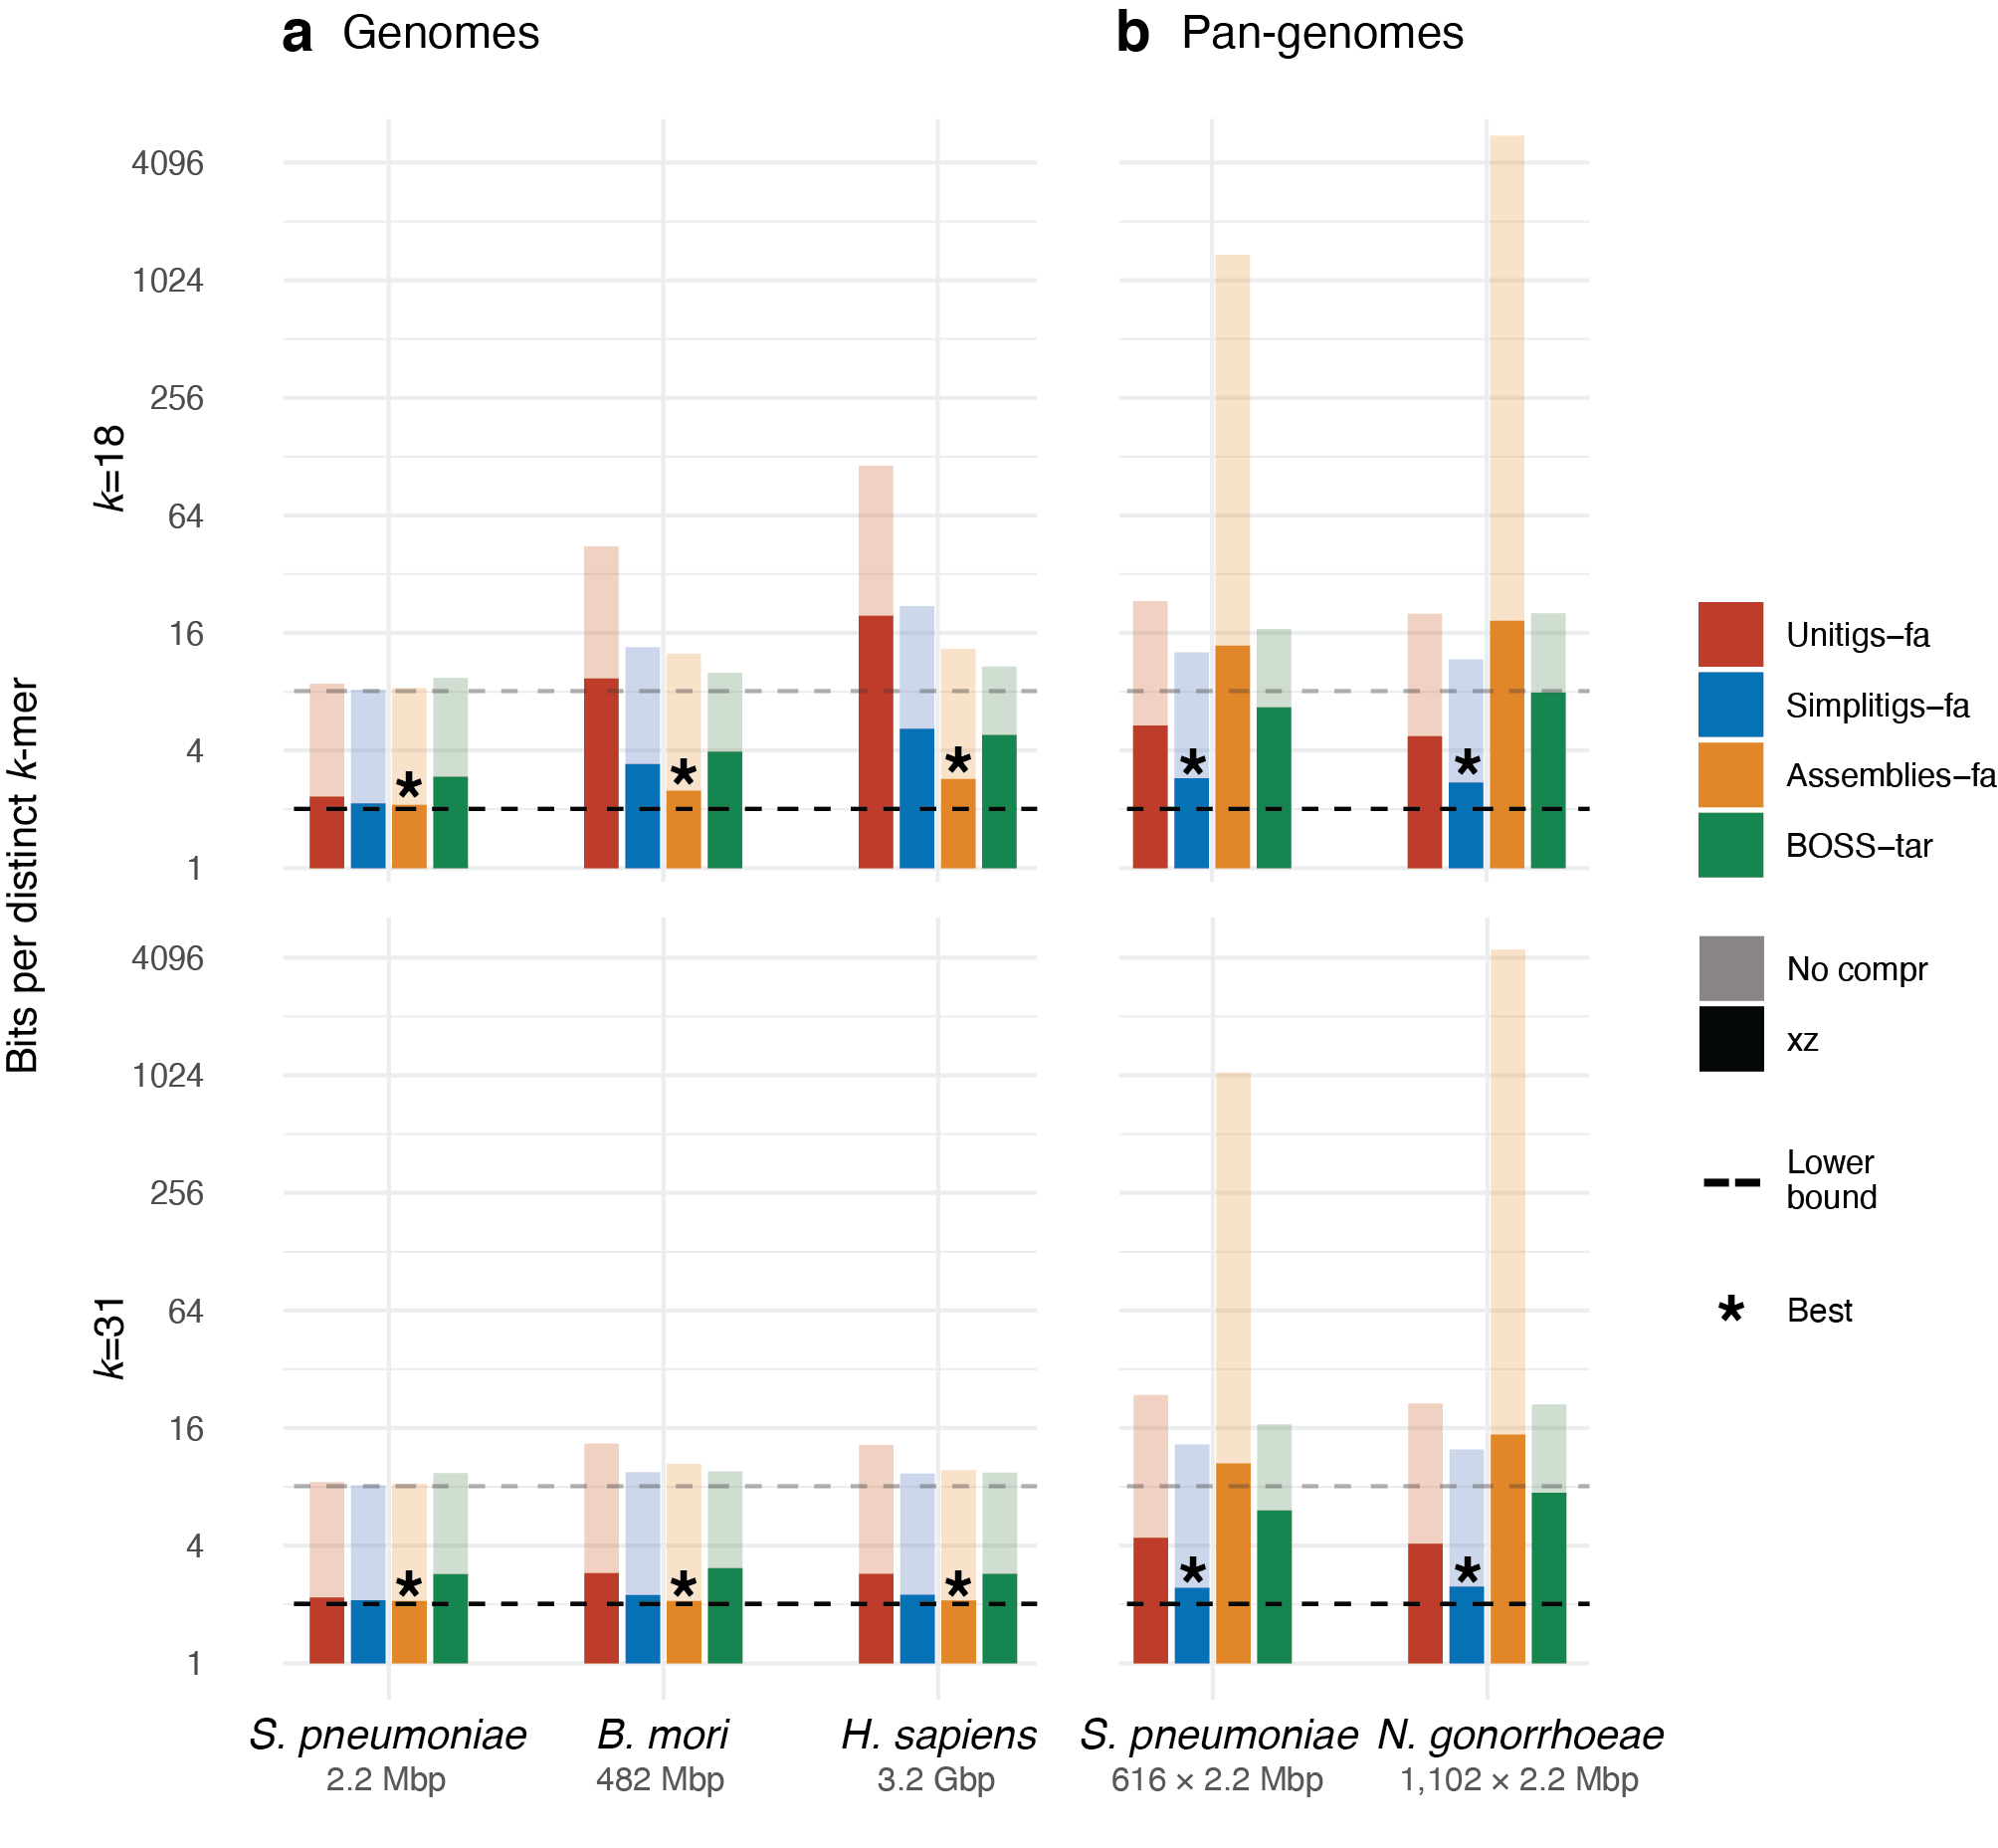 a Genomes
b Pan-genomes
Bits per distinct k-mer
k=18
4096
1024
256
64
16
4
1
k=31
4096
1024
256
64
16
4
1
S. pneumoniae
2.2 Mbp
B. mori
482 Mbp
H. sapiens
3.2 Gbp
S. pneumoniae
616 × 2.2 Mbp
N. gonorrhoeae
1,102 × 2.2 Mbp
Unitigs–fa
Simplitigs–fa
Assemblies–fa
BOSS–tar
No compr
xz
Lower
bound
* Best